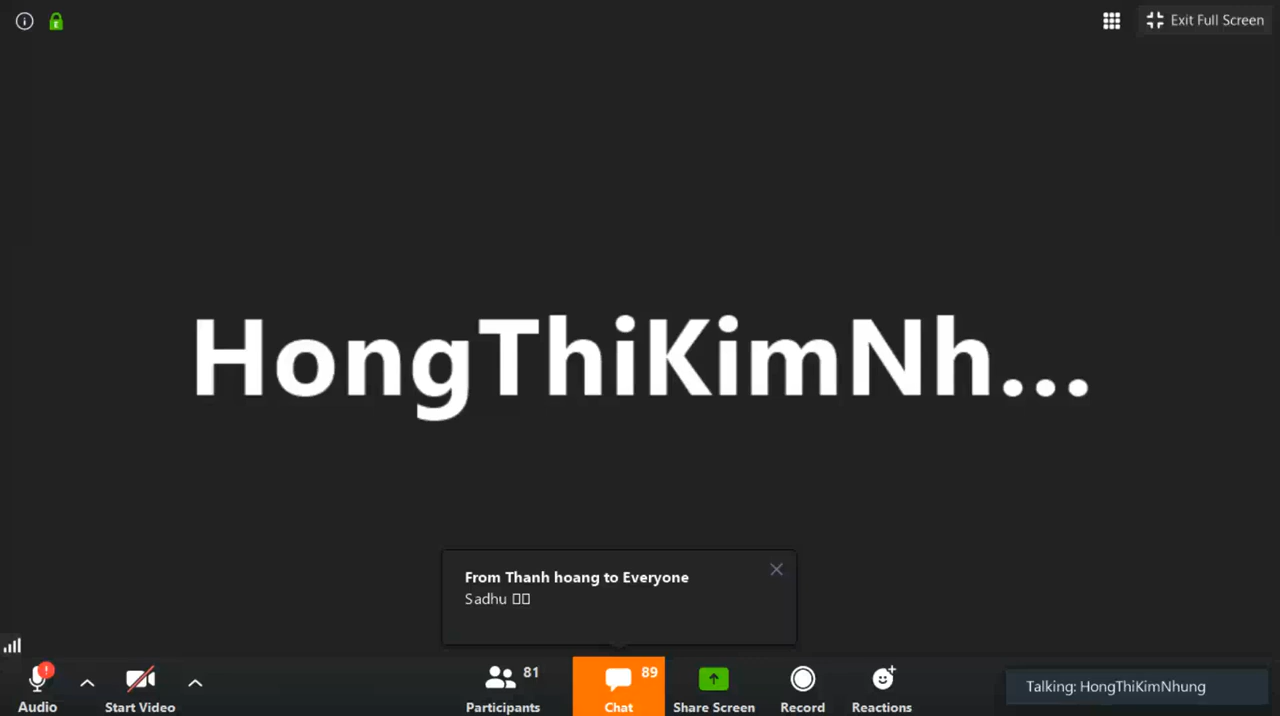 Exit Full Screen
HongThiKimNh...
From Thanh hoang to Everyone
Sadhu
81
89
Audio
Start Video
Participants
Chat
Share Screen
Record
Reactions
Talking: HongThiKimNhung